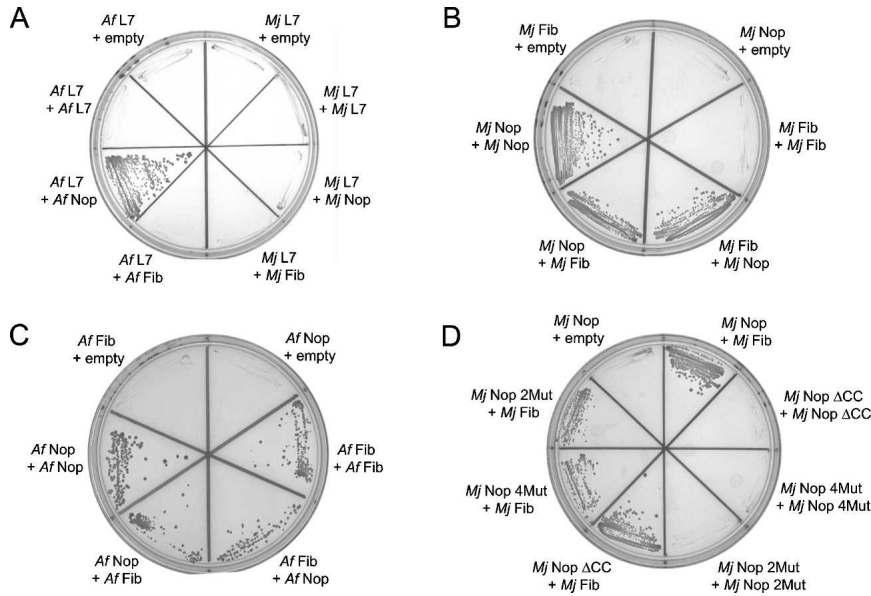 A
Af L7
+ empty
Mj L7
+ empty
Af L7
+ Af L7
Mj L7
+ Mj L7
Af L7
+ Af Nop
Mj L7
+ Mj Nop
Af L7
+ Af Fib
Mj L7
+ Mj Fib
B
Mj Fib
+ empty
Mj Nop
+ empty
Mj Nop
+ Mj Nop
Mj Fib
+ Mj Fib
Mj Nop
+ Mj Fib
Mj Fib
+ Mj Nop
C
Af Fib
+ empty
Af Nop
+ empty
Af Nop
+ Af Nop
Af Fib
+ Af Fib
Af Nop
+ Af Fib
Af Fib
+ Af Nop
D
Mj Nop
+ empty
Mj Nop
+ Mj Fib
Mj Nop 2Mut
+ Mj Fib
Mj Nop ΔCC
+ Mj Nop ΔCC
Mj Nop 4Mut
+ Mj Fib
Mj Nop 4Mut
+ Mj Nop 4Mut
Mj Nop ΔCC
+ Mj Fib
Mj Nop 2Mut
+ Mj Nop 2Mut